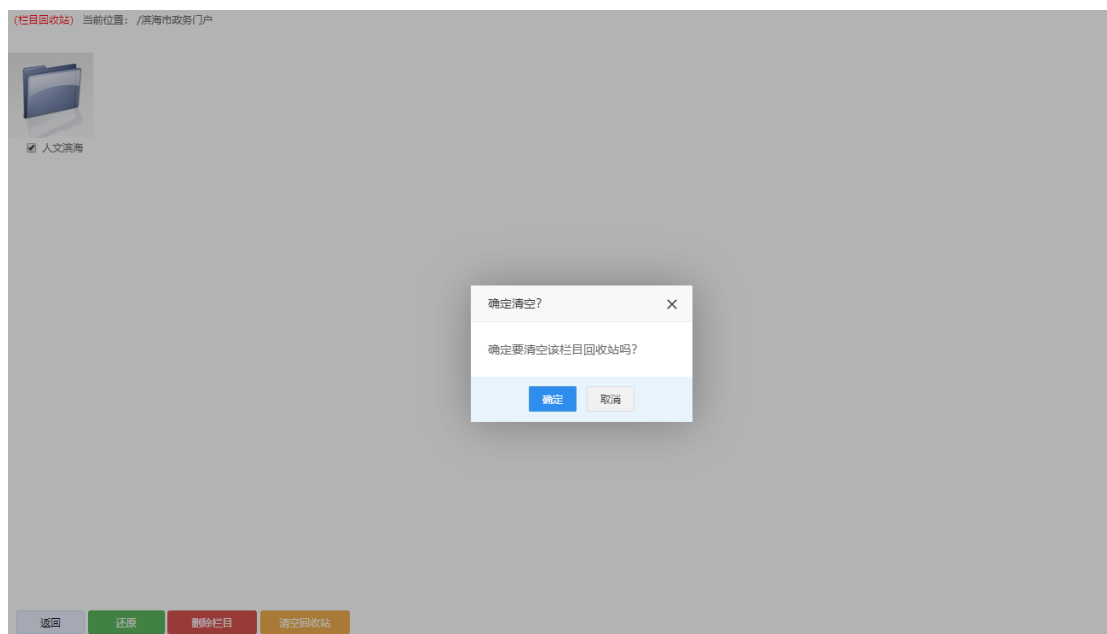 (栏目回收站) 当前位置： /滨海市政务门户
人文滨海
确定清空?
确定要清空该栏目回收站吗?
确定 取消
返回 还原 删除栏目 清空回收站